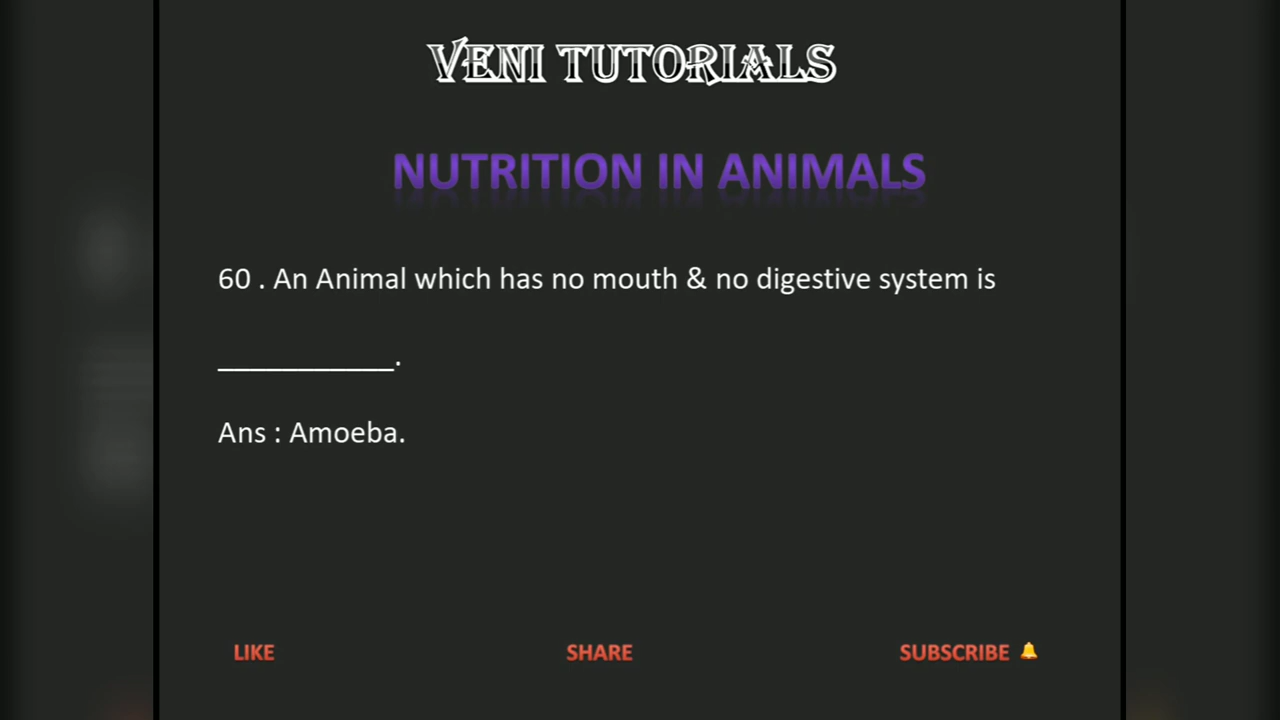 VENI TUTORIALS
NUTRITION IN ANIMALS
60 . An Animal which has no mouth & no digestive system is
___________.
Ans : Amoeba.
LIKE SHARE SUBSCRIBE 🔔